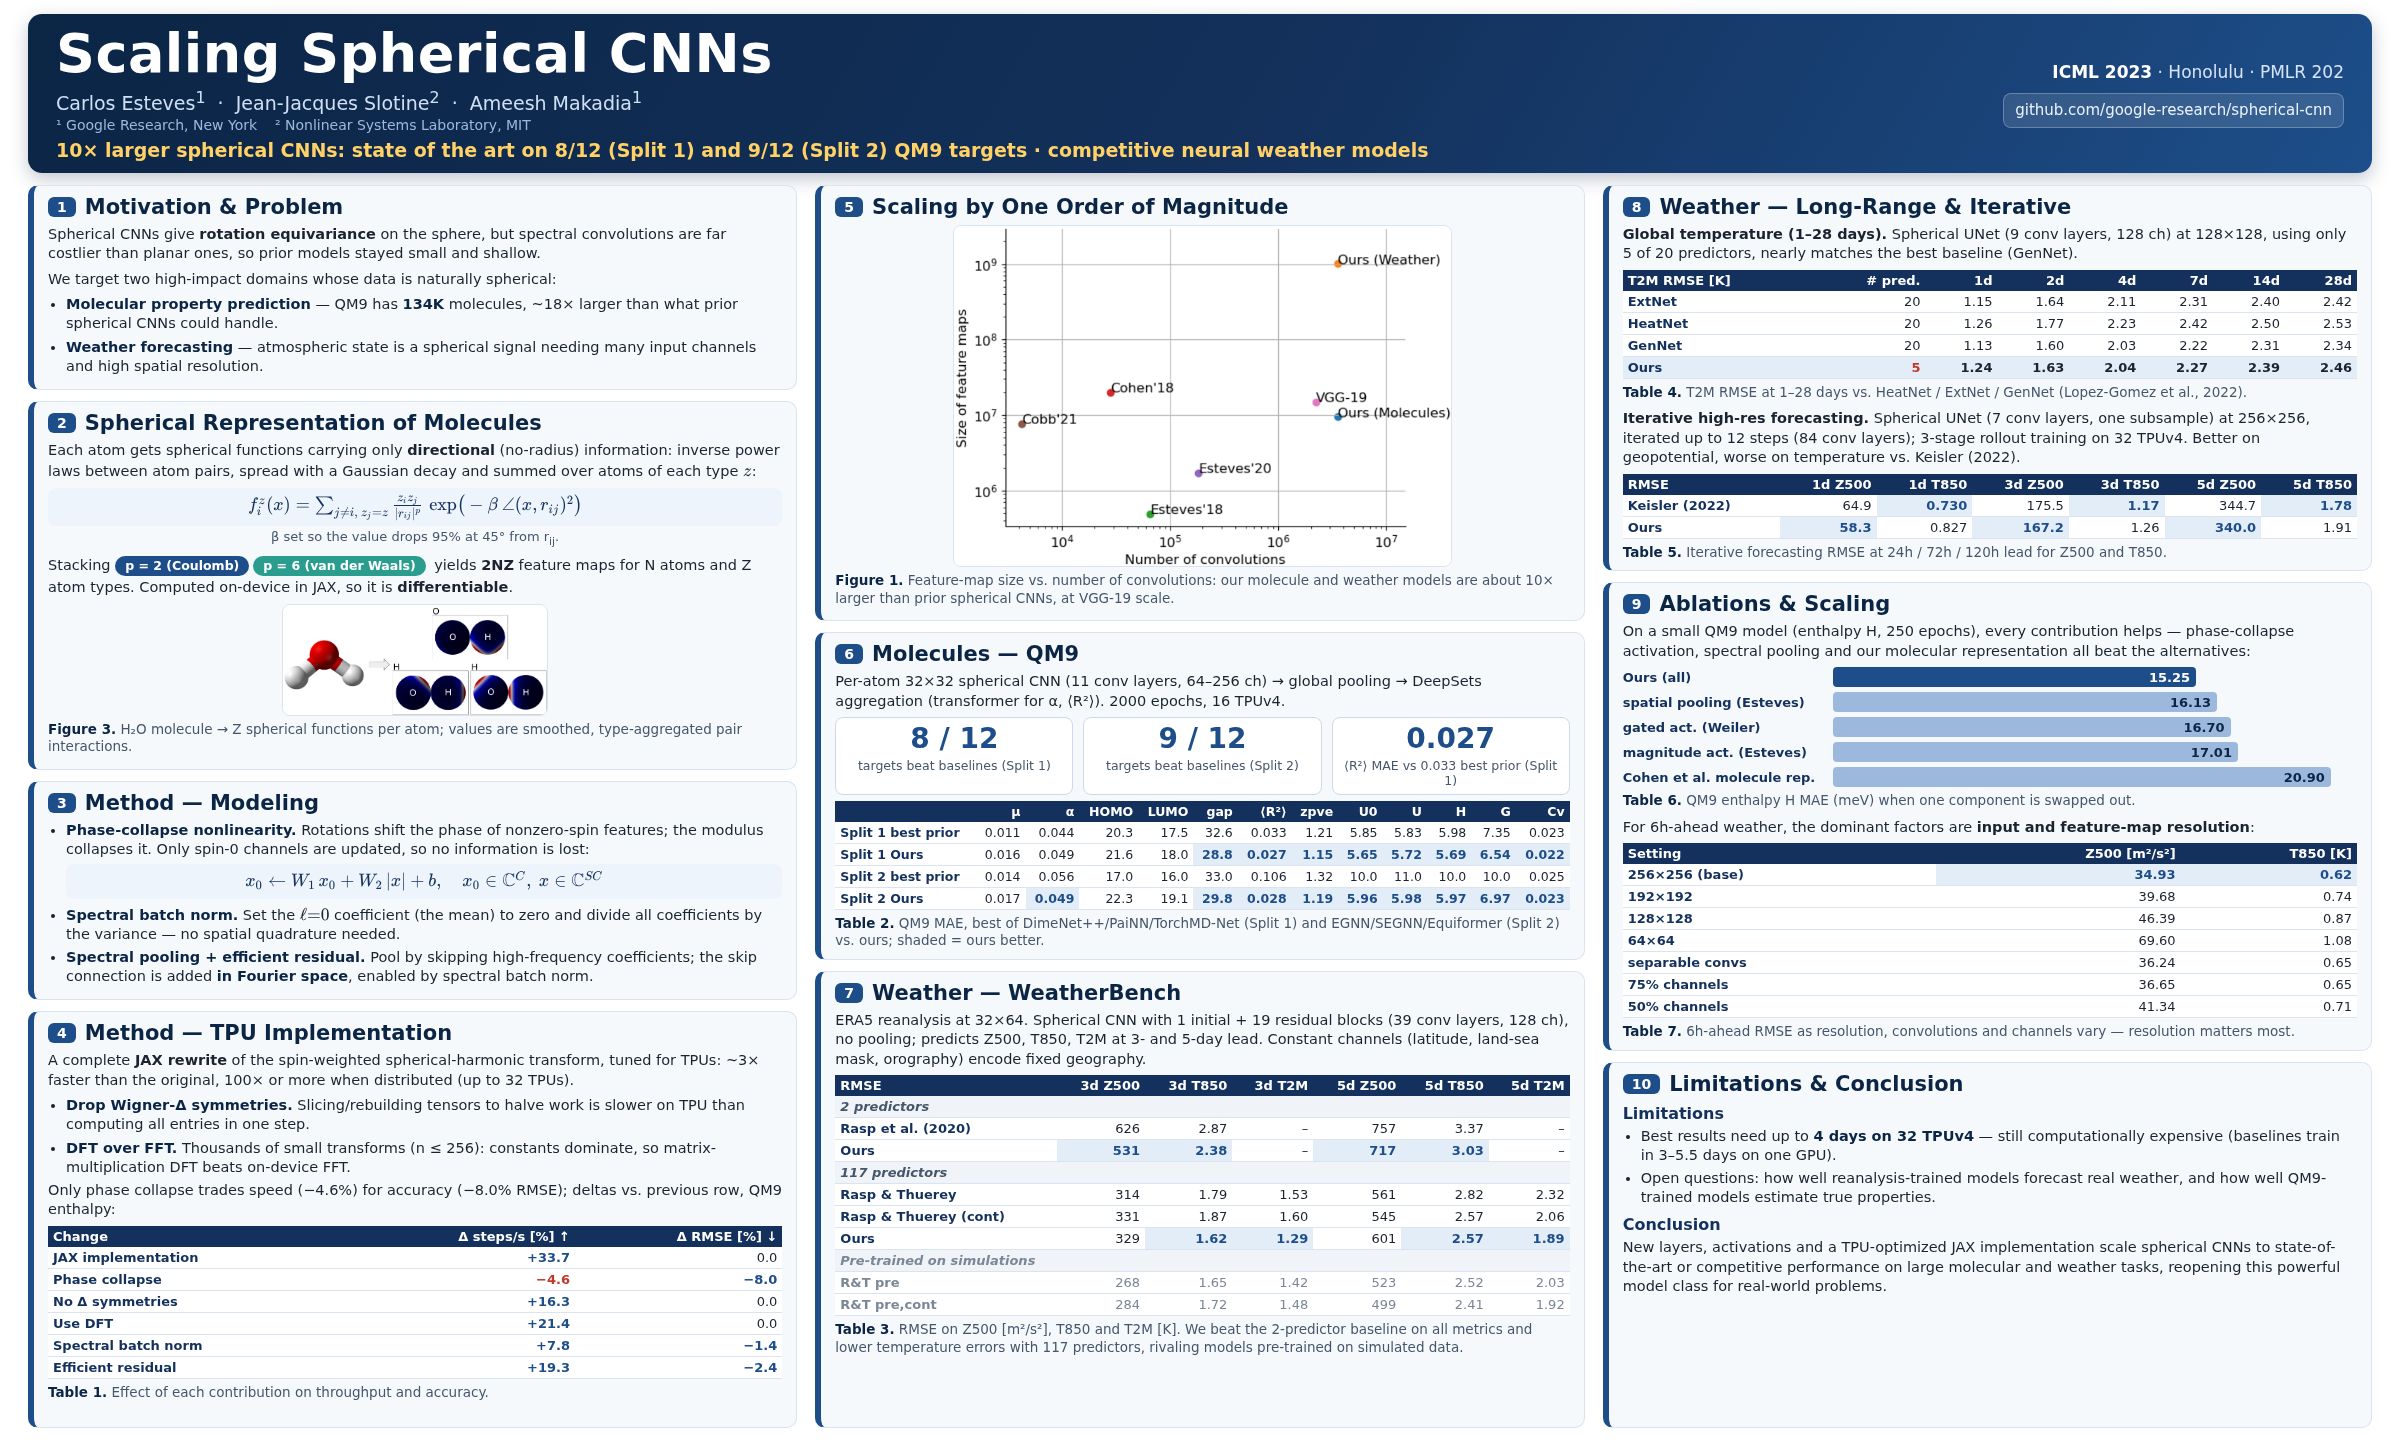 Scaling Spherical CNNs
Carlos Esteves1 · Jean-Jacques Slotine2 · Ameesh Makadia1
¹ Google Research, New York ² Nonlinear Systems Laboratory, MIT
10× larger spherical CNNs: state of the art on 8/12 (Split 1) and 9/12 (Split 2) QM9 targets · competitive neural weather models
ICML 2023 · Honolulu · PMLR 202
github.com/google-research/spherical-cnn
1 Motivation & Problem
Spherical CNNs give rotation equivariance on the sphere, but spectral convolutions are far
costlier than planar ones, so prior models stayed small and shallow.
We target two high-impact domains whose data is naturally spherical:
• Molecular property prediction — QM9 has 134K molecules, ~18× larger than what prior
spherical CNNs could handle.
• Weather forecasting — atmospheric state is a spherical signal needing many input channels
and high spatial resolution.
2 Spherical Representation of Molecules
Each atom gets spherical functions carrying only directional (no-radius) information: inverse power
laws between atom pairs, spread with a Gaussian decay and summed over atoms of each type z:
f_i^z(x) = ∑_{j≠i, z_j=z} z_i z_j / |r_ij|^p exp(− β ∠(x, r_ij)²)
β set so the value drops 95% at 45° from r_ij.
Stacking p = 2 (Coulomb) p = 6 (van der Waals) yields 2NZ feature maps for N atoms and Z
atom types. Computed on-device in JAX, so it is differentiable.
O
O H
H H
O H O H
Figure 3. H₂O molecule → Z spherical functions per atom; values are smoothed, type-aggregated pair
interactions.
3 Method — Modeling
• Phase-collapse nonlinearity. Rotations shift the phase of nonzero-spin features; the modulus
collapses it. Only spin-0 channels are updated, so no information is lost:
x₀ ← W₁ x₀ + W₂ |x| + b, x₀ ∈ ℂ^C, x ∈ ℂ^{SC}
• Spectral batch norm. Set the ℓ=0 coefficient (the mean) to zero and divide all coefficients by
the variance — no spatial quadrature needed.
• Spectral pooling + efficient residual. Pool by skipping high-frequency coefficients; the skip
connection is added in Fourier space, enabled by spectral batch norm.
4 Method — TPU Implementation
A complete JAX rewrite of the spin-weighted spherical-harmonic transform, tuned for TPUs: ~3×
faster than the original, 100× or more when distributed (up to 32 TPUs).
• Drop Wigner-Δ symmetries. Slicing/rebuilding tensors to halve work is slower on TPU than
computing all entries in one step.
• DFT over FFT. Thousands of small transforms (n ≤ 256): constants dominate, so matrix-
multiplication DFT beats on-device FFT.
Only phase collapse trades speed (−4.6%) for accuracy (−8.0% RMSE); deltas vs. previous row, QM9
enthalpy:
Change Δ steps/s [%] ↑ Δ RMSE [%] ↓
JAX implementation +33.7 0.0
Phase collapse −4.6 −8.0
No Δ symmetries +16.3 0.0
Use DFT +21.4 0.0
Spectral batch norm +7.8 −1.4
Efficient residual +19.3 −2.4
Table 1. Effect of each contribution on throughput and accuracy.
5 Scaling by One Order of Magnitude
Size of feature maps
10⁹
10⁸
10⁷
10⁶
Ours (Weather)
Cohen'18
VGG-19
Ours (Molecules)
Cobb'21
Esteves'20
Esteves'18
10⁴ 10⁵ 10⁶ 10⁷
Number of convolutions
Figure 1. Feature-map size vs. number of convolutions: our molecule and weather models are about 10×
larger than prior spherical CNNs, at VGG-19 scale.
6 Molecules — QM9
Per-atom 32×32 spherical CNN (11 conv layers, 64–256 ch) → global pooling → DeepSets
aggregation (transformer for α, ⟨R²⟩). 2000 epochs, 16 TPUv4.
8 / 12
targets beat baselines (Split 1)
9 / 12
targets beat baselines (Split 2)
0.027
⟨R²⟩ MAE vs 0.033 best prior (Split
1)
μ α HOMO LUMO gap ⟨R²⟩ zpve U0 U H G Cv
Split 1 best prior 0.011 0.044 20.3 17.5 32.6 0.033 1.21 5.85 5.83 5.98 7.35 0.023
Split 1 Ours 0.016 0.049 21.6 18.0 28.8 0.027 1.15 5.65 5.72 5.69 6.54 0.022
Split 2 best prior 0.014 0.056 17.0 16.0 33.0 0.106 1.32 10.0 11.0 10.0 10.0 0.025
Split 2 Ours 0.017 0.049 22.3 19.1 29.8 0.028 1.19 5.96 5.98 5.97 6.97 0.023
Table 2. QM9 MAE, best of DimeNet++/PaiNN/TorchMD-Net (Split 1) and EGNN/SEGNN/Equiformer (Split 2)
vs. ours; shaded = ours better.
7 Weather — WeatherBench
ERA5 reanalysis at 32×64. Spherical CNN with 1 initial + 19 residual blocks (39 conv layers, 128 ch),
no pooling; predicts Z500, T850, T2M at 3- and 5-day lead. Constant channels (latitude, land-sea
mask, orography) encode fixed geography.
RMSE 3d Z500 3d T850 3d T2M 5d Z500 5d T850 5d T2M
2 predictors
Rasp et al. (2020) 626 2.87 – 757 3.37 –
Ours 531 2.38 – 717 3.03 –
117 predictors
Rasp & Thuerey 314 1.79 1.53 561 2.82 2.32
Rasp & Thuerey (cont) 331 1.87 1.60 545 2.57 2.06
Ours 329 1.62 1.29 601 2.57 1.89
Pre-trained on simulations
R&T pre 268 1.65 1.42 523 2.52 2.03
R&T pre,cont 284 1.72 1.48 499 2.41 1.92
Table 3. RMSE on Z500 [m²/s²], T850 and T2M [K]. We beat the 2-predictor baseline on all metrics and
lower temperature errors with 117 predictors, rivaling models pre-trained on simulated data.
8 Weather — Long-Range & Iterative
Global temperature (1–28 days). Spherical UNet (9 conv layers, 128 ch) at 128×128, using only
5 of 20 predictors, nearly matches the best baseline (GenNet).
T2M RMSE [K] # pred. 1d 2d 4d 7d 14d 28d
ExtNet 20 1.15 1.64 2.11 2.31 2.40 2.42
HeatNet 20 1.26 1.77 2.23 2.42 2.50 2.53
GenNet 20 1.13 1.60 2.03 2.22 2.31 2.34
Ours 5 1.24 1.63 2.04 2.27 2.39 2.46
Table 4. T2M RMSE at 1–28 days vs. HeatNet / ExtNet / GenNet (Lopez-Gomez et al., 2022).
Iterative high-res forecasting. Spherical UNet (7 conv layers, one subsample) at 256×256,
iterated up to 12 steps (84 conv layers); 3-stage rollout training on 32 TPUv4. Better on
geopotential, worse on temperature vs. Keisler (2022).
RMSE 1d Z500 1d T850 3d Z500 3d T850 5d Z500 5d T850
Keisler (2022) 64.9 0.730 175.5 1.17 344.7 1.78
Ours 58.3 0.827 167.2 1.26 340.0 1.91
Table 5. Iterative forecasting RMSE at 24h / 72h / 120h lead for Z500 and T850.
9 Ablations & Scaling
On a small QM9 model (enthalpy H, 250 epochs), every contribution helps — phase-collapse
activation, spectral pooling and our molecular representation all beat the alternatives:
Ours (all) 15.25
spatial pooling (Esteves) 16.13
gated act. (Weiler) 16.70
magnitude act. (Esteves) 17.01
Cohen et al. molecule rep. 20.90
Table 6. QM9 enthalpy H MAE (meV) when one component is swapped out.
For 6h-ahead weather, the dominant factors are input and feature-map resolution:
Setting Z500 [m²/s²] T850 [K]
256×256 (base) 34.93 0.62
192×192 39.68 0.74
128×128 46.39 0.87
64×64 69.60 1.08
separable convs 36.24 0.65
75% channels 36.65 0.65
50% channels 41.34 0.71
Table 7. 6h-ahead RMSE as resolution, convolutions and channels vary — resolution matters most.
10 Limitations & Conclusion
Limitations
• Best results need up to 4 days on 32 TPUv4 — still computationally expensive (baselines train
in 3–5.5 days on one GPU).
• Open questions: how well reanalysis-trained models forecast real weather, and how well QM9-
trained models estimate true properties.
Conclusion
New layers, activations and a TPU-optimized JAX implementation scale spherical CNNs to state-of-
the-art or competitive performance on large molecular and weather tasks, reopening this powerful
model class for real-world problems.